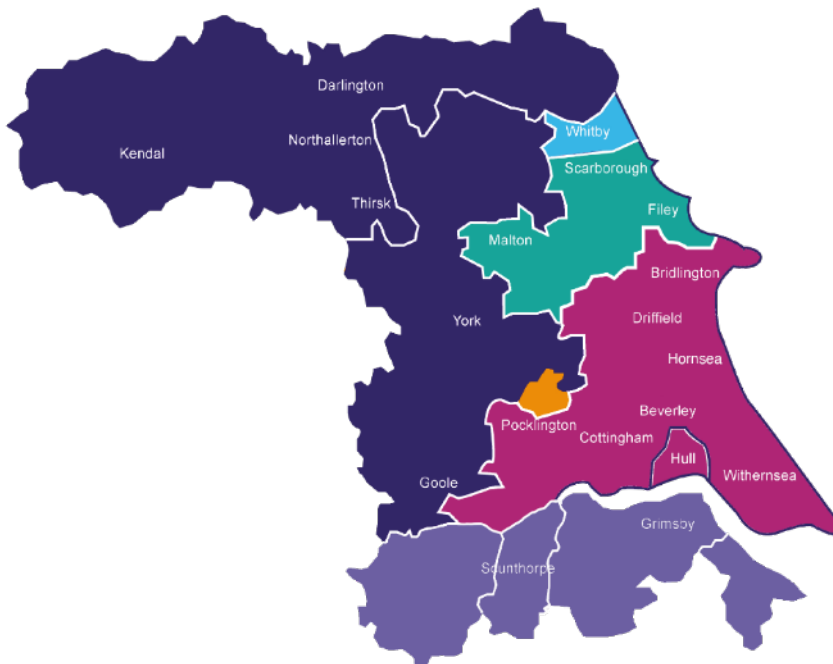 Darlington
Whitby
Northallerton
Kendal
Scarborough
Thirsk
Filey
Malton
Bridlington
York
Driffield
Hornsea
Beverley
Pocklington
Cottingham
Hull
Withernsea
Goole
Grimsby
Scunthorpe